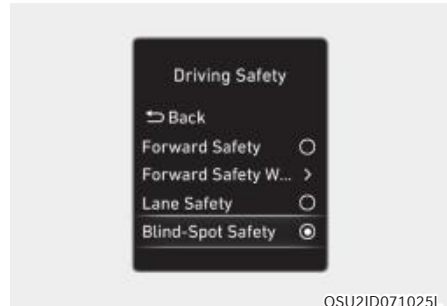 Driving Safety
Back
Forward Safety
Forward Safety W... >
Lane Safety
Blind-Spot Safety
OSU2ID071025L